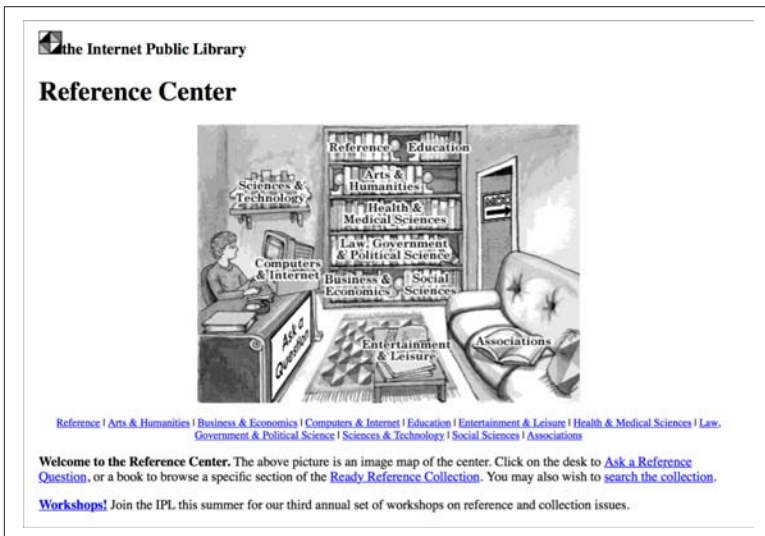 the Internet Public Library
Reference Center
Reference Education
Sciences & Technology
Arts & Humanities
Health & Medical Sciences
Law, Government & Political Science
Computers & Internet
Business & Economics
Social Sciences
Ask a Question
Entertainment & Leisure
Associations
MOO
Reference | Arts & Humanities | Business & Economics | Computers & Internet | Education | Entertainment & Leisure | Health & Medical Sciences | Law,
Government & Political Science | Sciences & Technology | Social Sciences | Associations
Welcome to the Reference Center. The above picture is an image map of the center. Click on the desk to Ask a Reference
Question, or a book to browse a specific section of the Ready Reference Collection. You may also wish to search the collection.
Workshops! Join the IPL this summer for our third annual set of workshops on reference and collection issues.